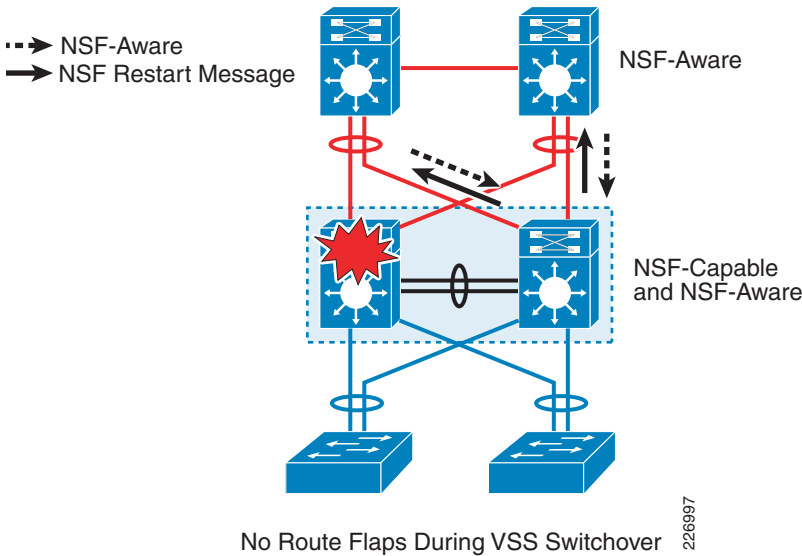 NSF-Aware
NSF Restart Message
NSF-Aware
NSF-Capable
and NSF-Aware
No Route Flaps During VSS Switchover
226997